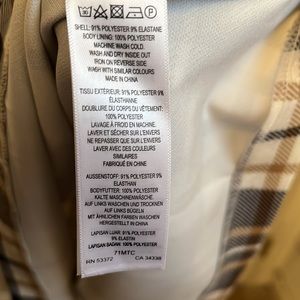 SHELL: 91% POLYESTER 9% ELASTANE
BODY LINING: 100% POLYESTER
MACHINE WASH COLD.
WASH AND DRY INSIDE OUT
IRON ON REVERSE SIDE
WASH WITH SIMILAR COLOURS
MADE IN CHINA
TISSU EXTÉRIEUR: 91% POLYESTER 9%
ÉLASTHANNE
DOUBLURE DU CORPS DU VÊTEMENT:
100% POLYESTER
LAVAGE À FROID EN MACHINE
LAVER ET SÉCHER SUR L'ENVERS
NE REPASSER QUE SUR L'ENVERS
LAVER AVEC DES COULEURS
SIMILAIRES
FABRIQUÉ EN CHINE
AUSSENSTOFF: 91% POLYESTER 9%
ELASTHAN
BODYFUTTER: 100% POLYESTER
KALTE MASCHINENWÄSCHE
AUF LINKS WASCHEN UND TROCKNEN
AUF LINKS BÜGELN
MIT ÄHNLICHEN FARBEN WASCHEN
HERGESTELLT IN CHINA
LAPISAN LUAR: 91% POLYESTER
9% ELASTIN
LAPISAN BADAN: 100% POLYESTER
71MTC
RN 53372 CA 34338